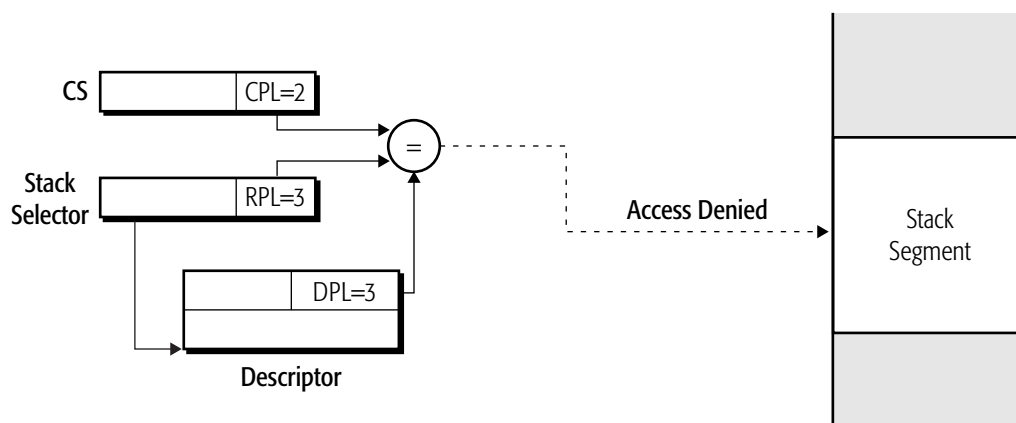 CS
CPL=2
=
Stack
Selector
RPL=3
Access Denied
Stack
Segment
DPL=3
Descriptor